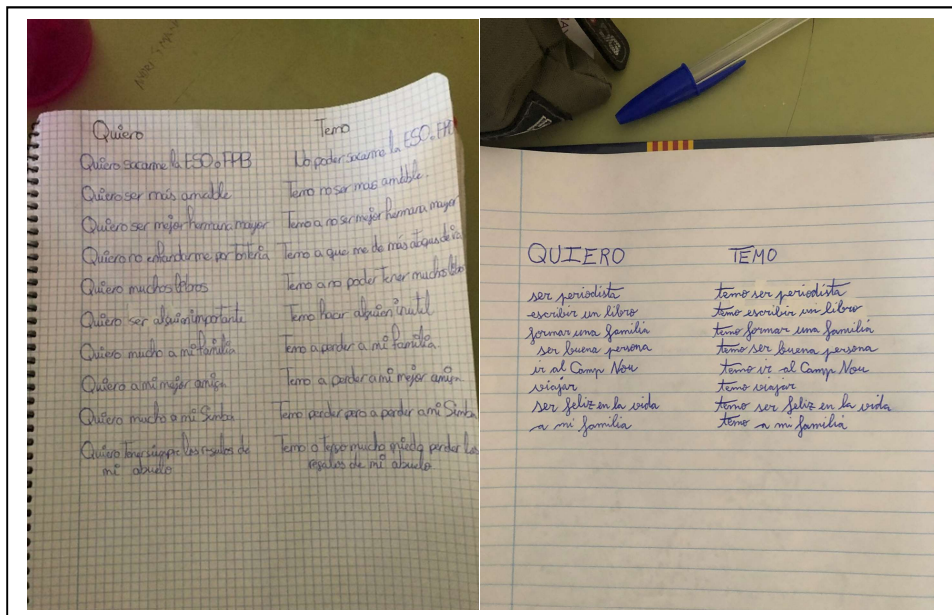 Quiero Temo
Quiero sacarme la ESO o FPB Lo poder sacarme la ESO o
Quiero ser más amable Temo no ser mas amable.
Quiero ser mejor hermana mayor Temo a no ser mejor hermana mayor
Quiero no enfandarme por tonteria Temo a que me de más ataques de ira
Quiero muchos libros Temo a no poder tener muchos libros
Quiero ser alguien importante Temo hacer alguien inutil
Quiero mucho a mi familia Temo a perder a mi familia
Quiero a mi mejor amiga Temo a perder a mi mejor amiga
Quiero mucho a mi Simba Temo perder pero a perder a mi Simba
Quiero tener siempre los regalos de Temo o tengo mucho miedo perder los
mi abuelo regalos de mi abuelo
QUIERO TEMO
ser periodista temo ser periodista
escribir un libro temo escribir un libro
formar una familia temo formar una familia
ser buena persona temo ser buena persona
ir al Camp Nou temo ir al Camp Nou
viajar temo viajar
ser feliz en la vida temo ser feliz en la vida
a mi familia temo a mi familia